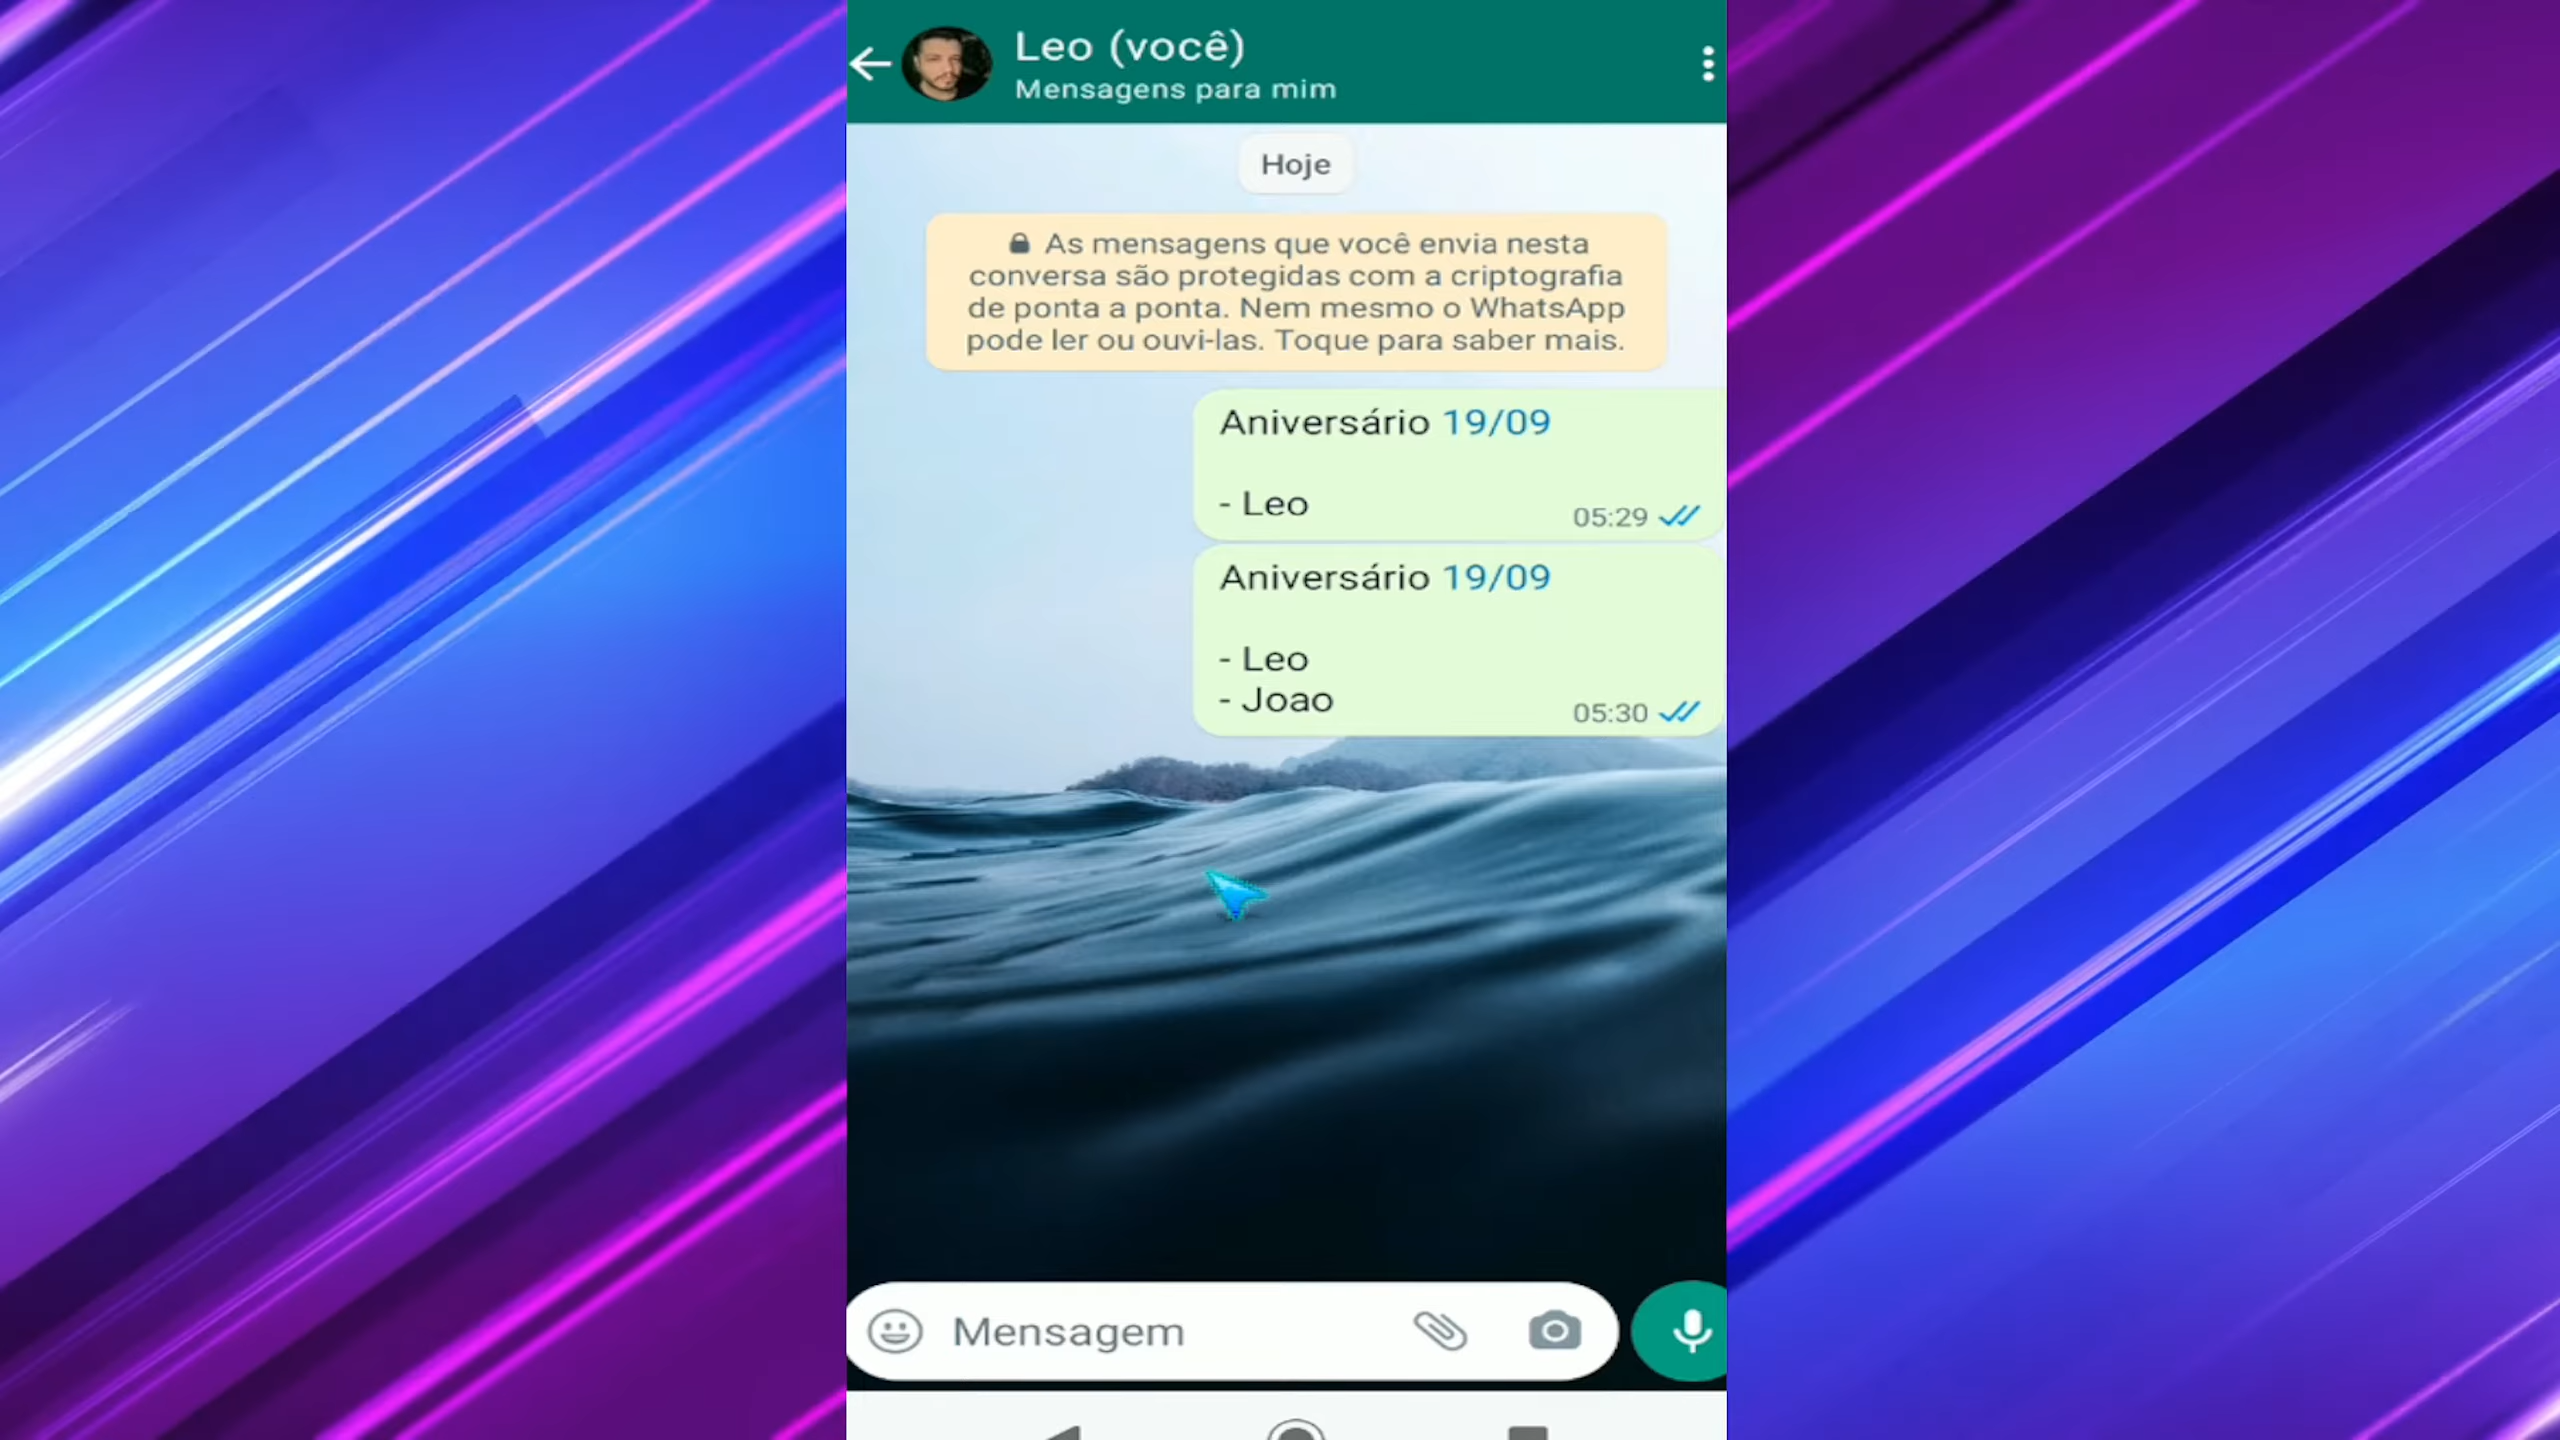 Leo (você)
Mensagens para mim
Hoje
As mensagens que você envia nesta
conversa são protegidas com a criptografia
de ponta a ponta. Nem mesmo o WhatsApp
pode ler ou ouvi-las. Toque para saber mais.
Aniversário 19/09
- Leo
05:29
Aniversário 19/09
- Leo
- Joao
05:30
Mensagem